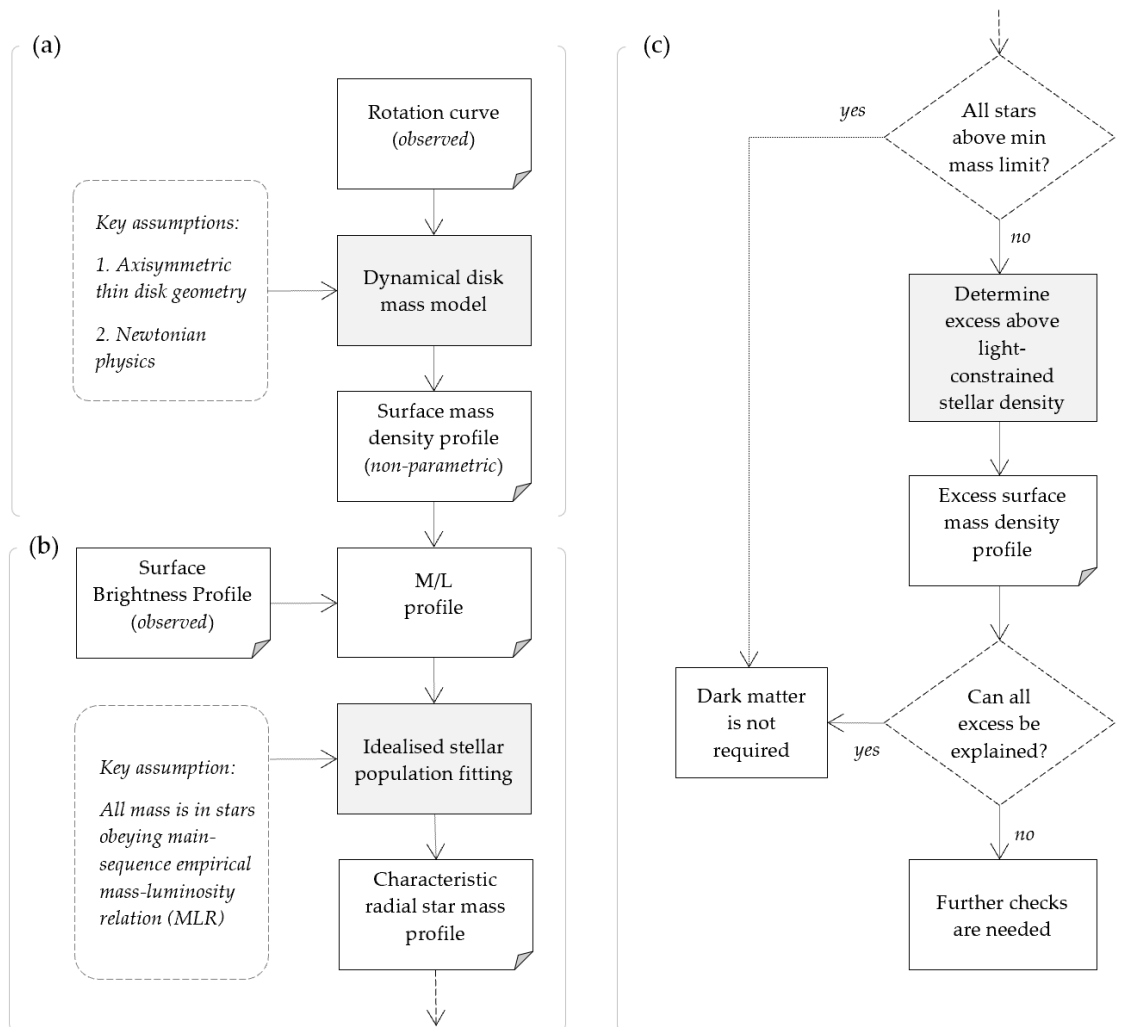 (a)
Rotation curve
(observed)
Key assumptions:
1. Axisymmetric
thin disk geometry
2. Newtonian
physics
Dynamical disk
mass model
Surface mass
density profile
(non-parametric)
(b)
Surface
Brightness Profile
(observed)
M/L
profile
Key assumption:
All mass is in stars
obeying main-
sequence empirical
mass-luminosity
relation (MLR)
Idealised stellar
population fitting
Characteristic
radial star mass
profile
(c)
All stars
above min
mass limit?
yes
no
Determine
excess above
light-
constrained
stellar density
Excess surface
mass density
profile
Can all
excess be
explained?
yes
Dark matter
is not
required
no
Further checks
are needed